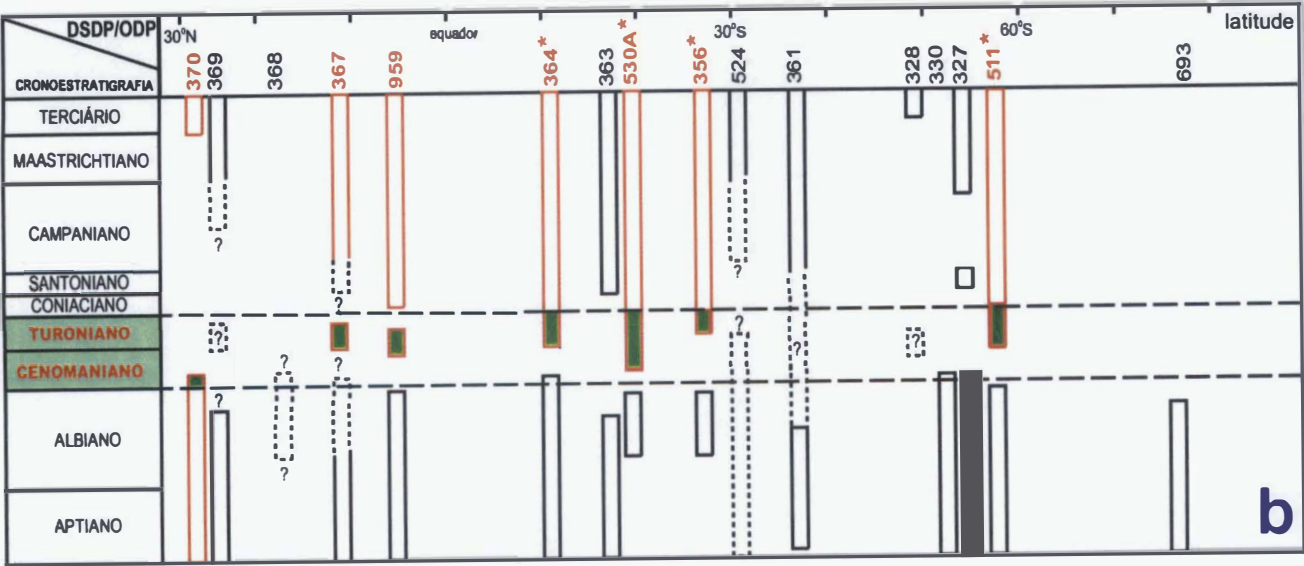 DSDP/ODP
CRONOESTRATIGRAFIA
30°N
equador
30°S
60°S
latitude
370
369
368
367
959
364*
363
530A*
356*
524
361
328
330
327
511*
693
TERCIÁRIO
MAASTRICHTIANO
CAMPANIANO
?
?
SANTONIANO
CONIACIANO
?
TURONIANO
?
?
?
?
CENOMANIANO
?
?
?
ALBIANO
?
?
APTIANO
b